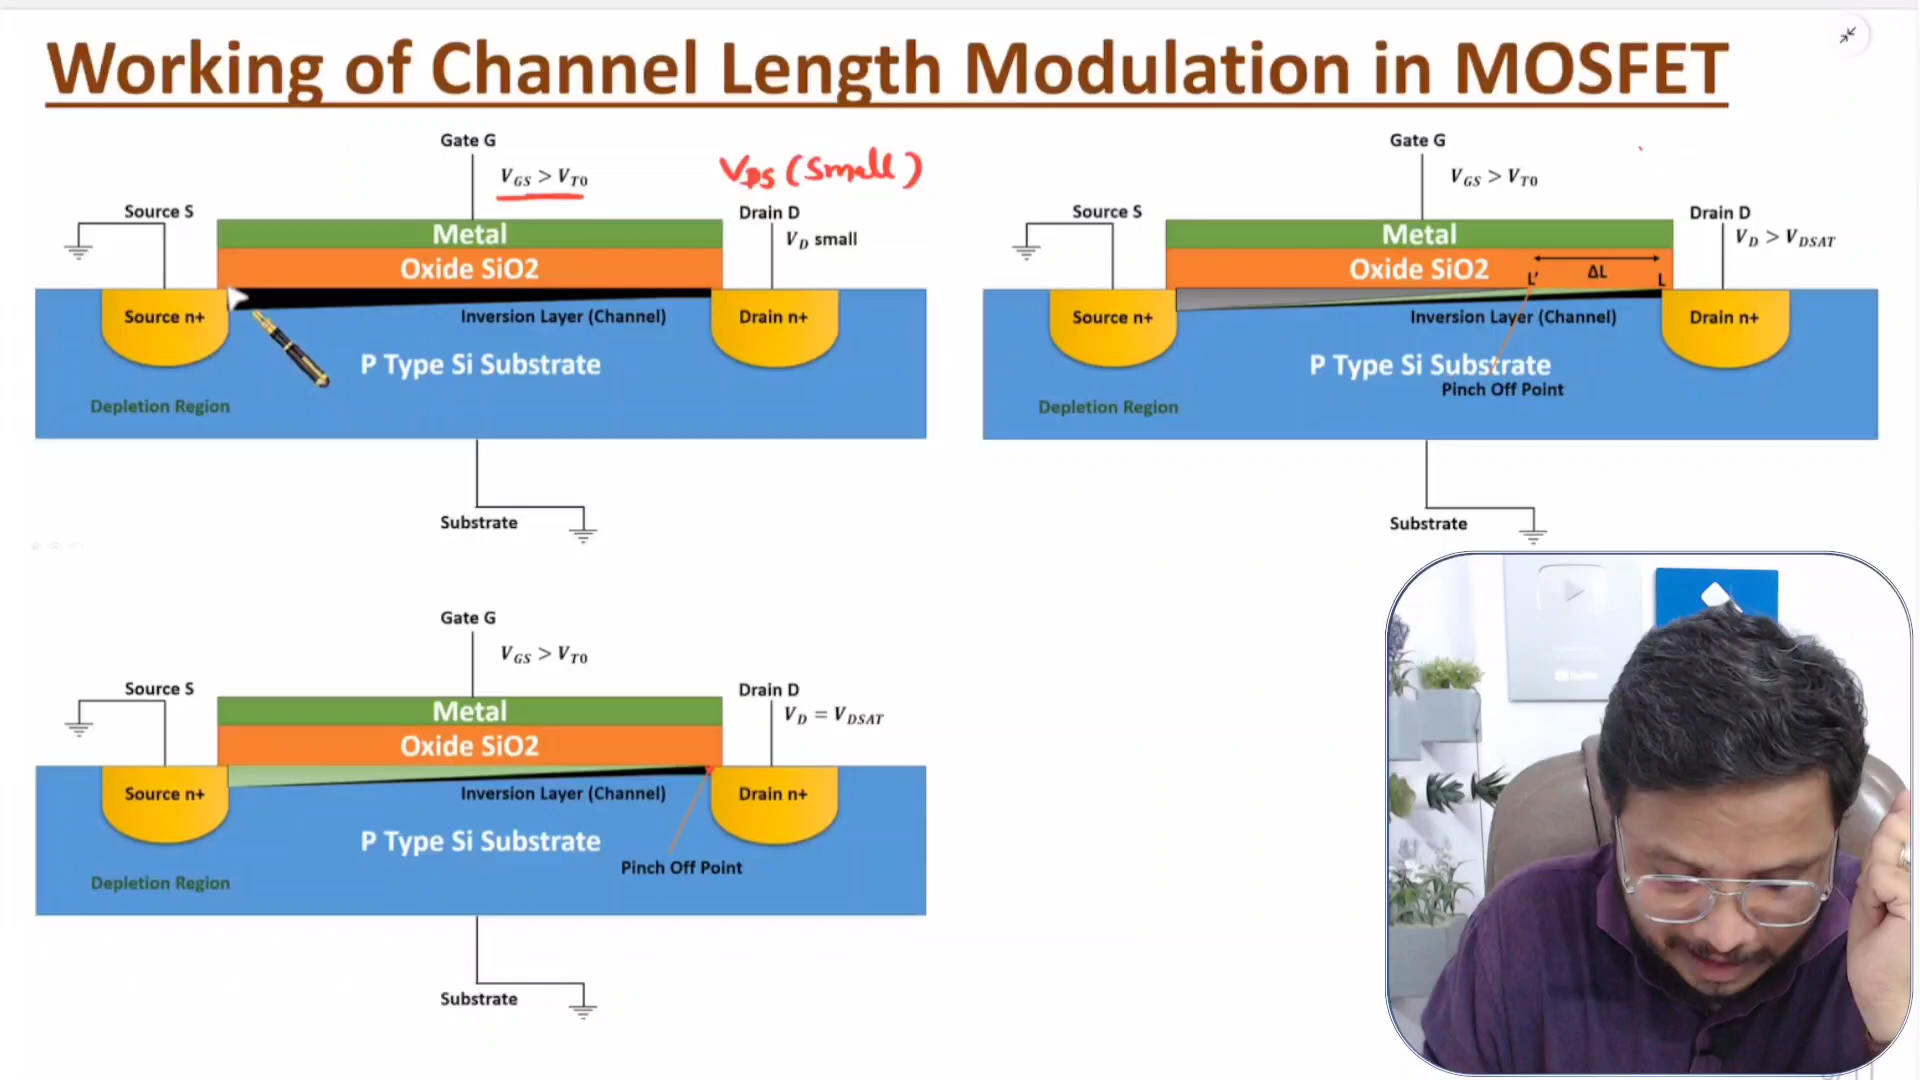 Working of Channel Length Modulation in MOSFET
Gate G
V_GS > V_T0
V_DS (Small)
Source S
Drain D
V_D small
Metal
Oxide SiO2
Source n+
Inversion Layer (Channel)
Drain n+
P Type Si Substrate
Depletion Region
Substrate
Gate G
V_GS > V_T0
Source S
Drain D
V_D > V_DSAT
Metal
Oxide SiO2
L' ΔL L
Source n+
Inversion Layer (Channel)
Drain n+
P Type Si Substrate
Pinch Off Point
Depletion Region
Substrate
Gate G
V_GS > V_T0
Source S
Drain D
V_D = V_DSAT
Metal
Oxide SiO2
Source n+
Inversion Layer (Channel)
Drain n+
P Type Si Substrate
Pinch Off Point
Depletion Region
Substrate